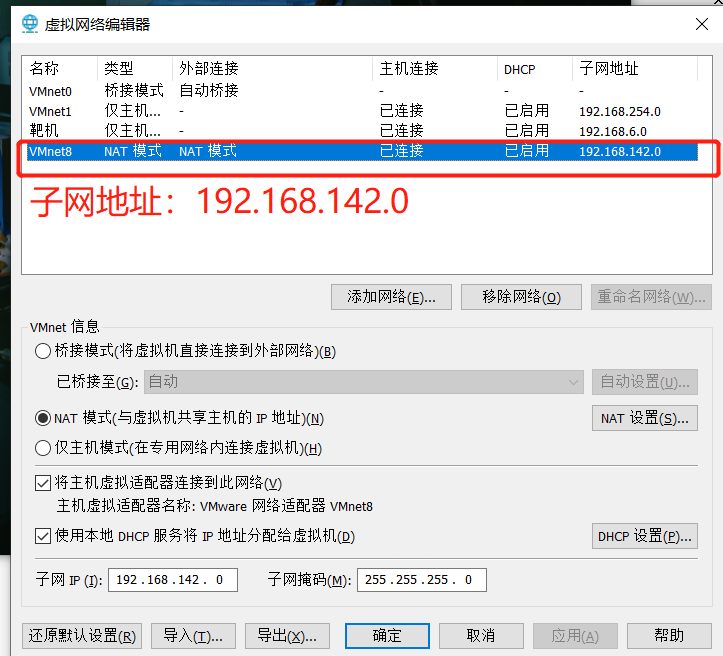 虚拟网络编辑器
名称 类型 外部连接 主机连接 DHCP 子网地址
VMnet0 桥接模式 自动桥接 - - -
VMnet1 仅主机... - 已连接 已启用 192.168.254.0
靶机 仅主机... - 已连接 已启用 192.168.6.0
VMnet8 NAT 模式 NAT 模式 已连接 已启用 192.168.142.0
子网地址：192.168.142.0
添加网络(E)... 移除网络(O) 重命名网络(W)...
VMnet 信息
桥接模式(将虚拟机直接连接到外部网络)(B)
已桥接至(G): 自动 自动设置(U)...
NAT 模式(与虚拟机共享主机的 IP 地址)(N) NAT 设置(S)...
仅主机模式(在专用网络内连接虚拟机)(H)
将主机虚拟适配器连接到此网络(V)
主机虚拟适配器名称: VMware 网络适配器 VMnet8
使用本地 DHCP 服务将 IP 地址分配给虚拟机(D) DHCP 设置(P)...
子网 IP (I): 192 .168 .142 . 0 子网掩码(M): 255 .255 .255 . 0
还原默认设置(R) 导入(T)... 导出(X)... 确定 取消 应用(A) 帮助